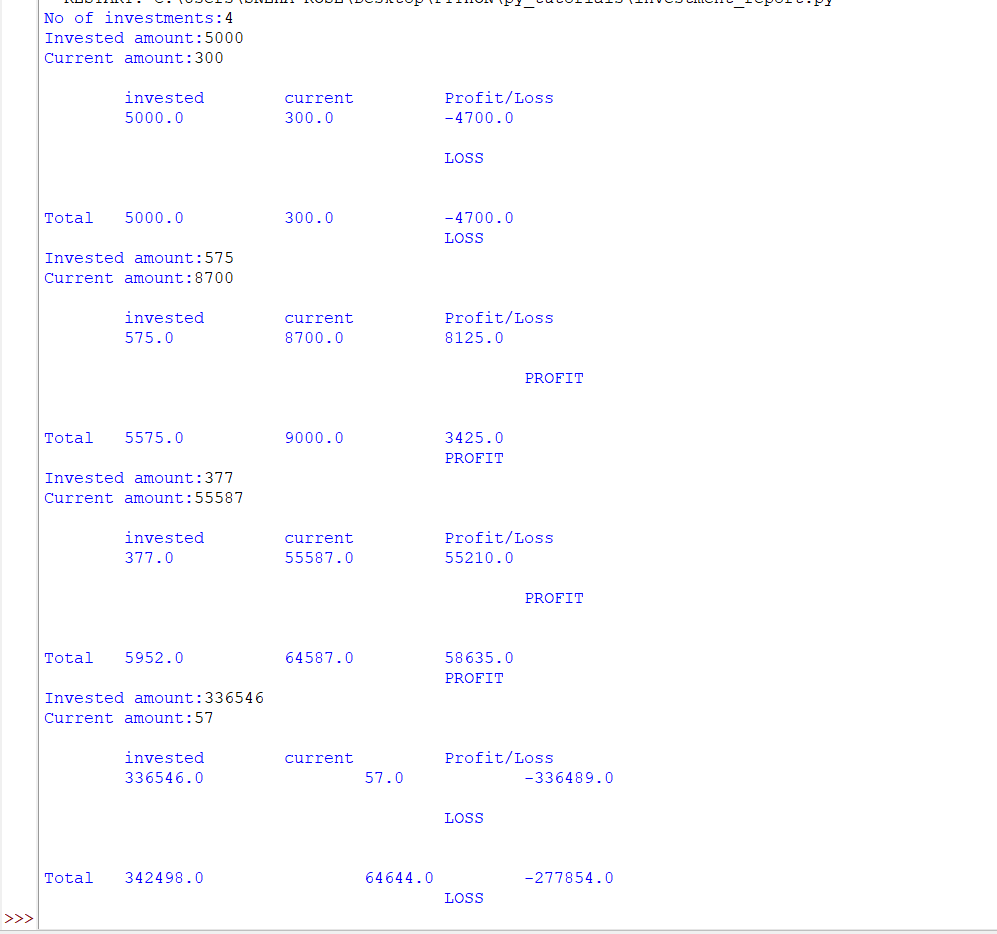 No of investments:4
Invested amount:5000
Current amount:300
invested current Profit/Loss
5000.0 300.0 -4700.0
LOSS
Total 5000.0 300.0 -4700.0
LOSS
Invested amount:575
Current amount:8700
invested current Profit/Loss
575.0 8700.0 8125.0
PROFIT
Total 5575.0 9000.0 3425.0
PROFIT
Invested amount:377
Current amount:55587
invested current Profit/Loss
377.0 55587.0 55210.0
PROFIT
Total 5952.0 64587.0 58635.0
PROFIT
Invested amount:336546
Current amount:57
invested current Profit/Loss
336546.0 57.0 -336489.0
LOSS
Total 342498.0 64644.0 -277854.0
LOSS
>>>